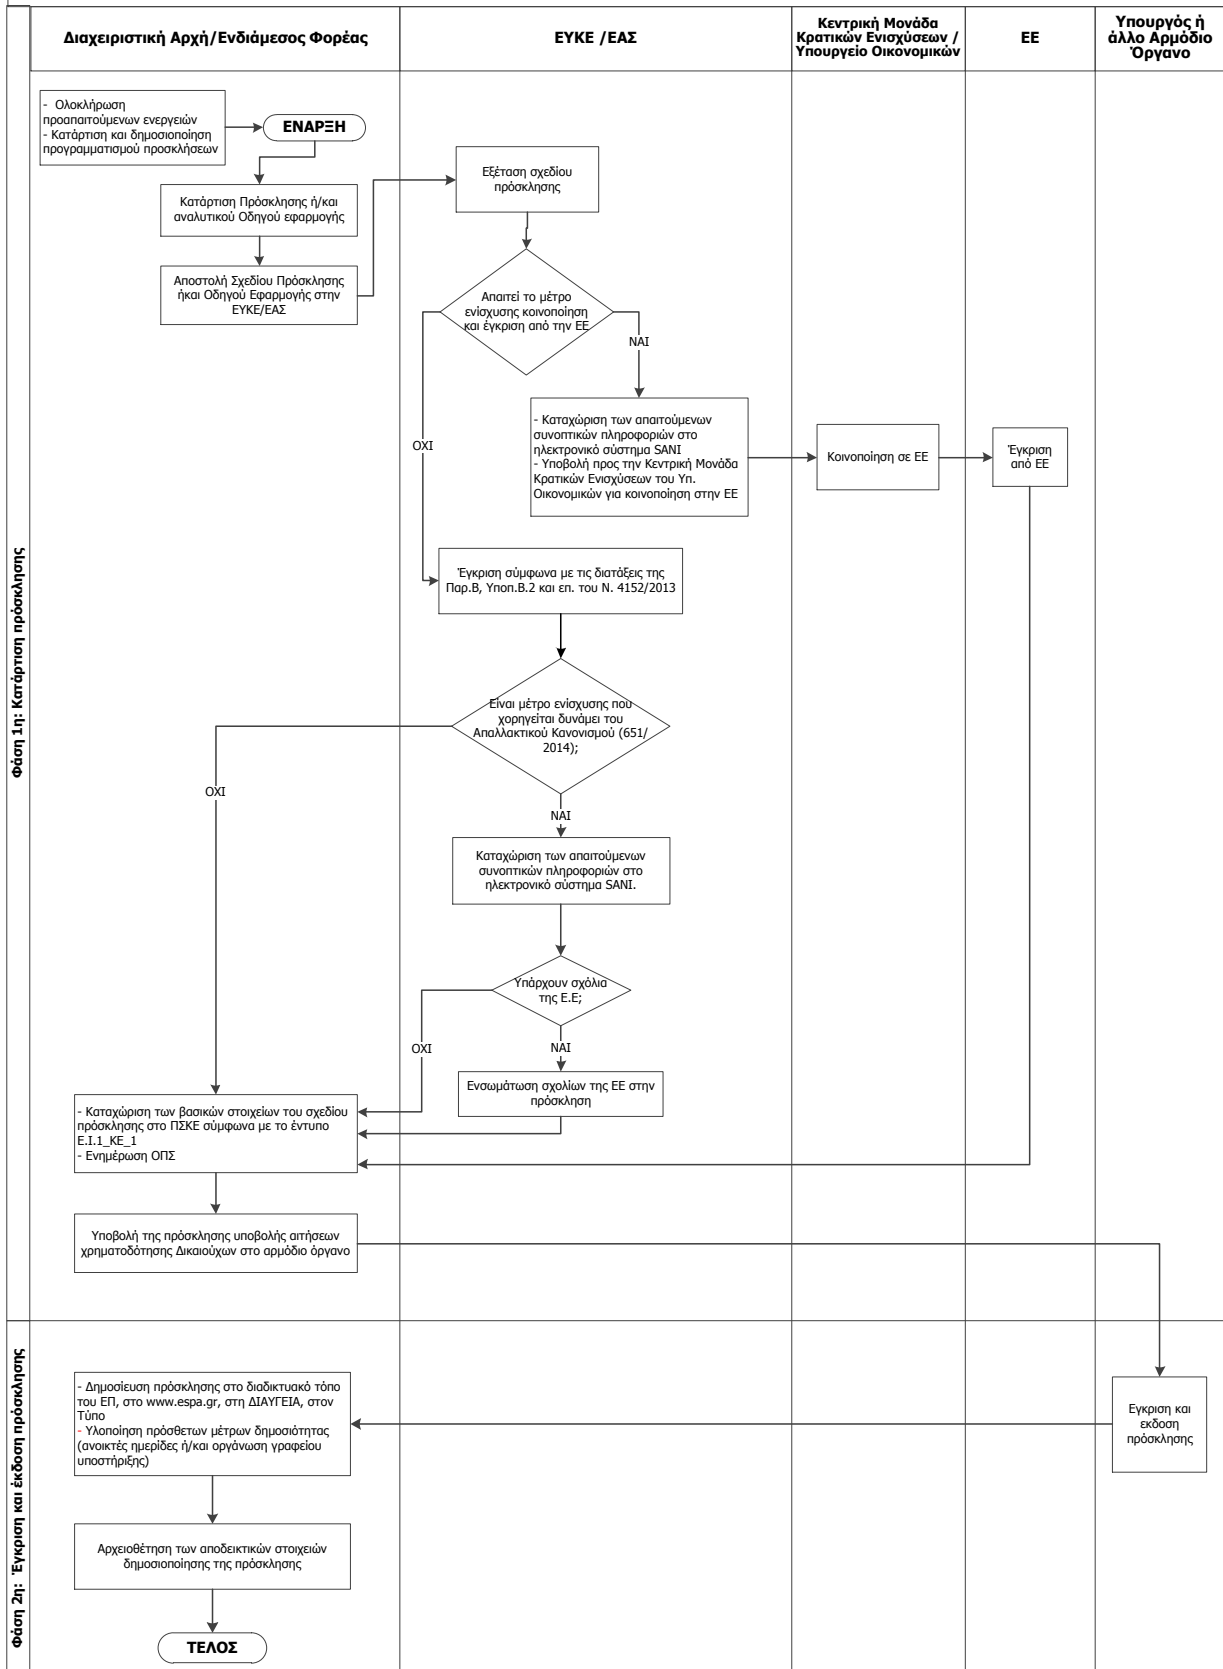 Διαχειριστική Αρχή/Ενδιάμεσος Φορέας
ΕΥΚΕ /ΕΑΣ
Κεντρική Μονάδα
Κρατικών Ενισχύσεων /
Υπουργείο Οικονομικών
ΕΕ
Υπουργός ή
άλλο Αρμόδιο
Όργανο
Φάση 1η: Κατάρτιση πρόσκλησης
- Ολοκλήρωση
προαπαιτούμενων ενεργειών
- Κατάρτιση και δημοσιοποίηση
προγραμματισμού προσκλήσεων
ΕΝΑΡΞΗ
Κατάρτιση Πρόσκλησης ή/και
αναλυτικού Οδηγού εφαρμογής
Αποστολή Σχεδίου Πρόσκλησης
ήκαι Οδηγού Εφαρμογής στην
ΕΥΚΕ/ΕΑΣ
Εξέταση σχεδίου
πρόσκλησης
Απαιτεί το μέτρο
ενίσχυσης κοινοποίηση
και έγκριση από την ΕΕ
ΝΑΙ
ΟΧΙ
- Καταχώριση των απαιτούμενων
συνοπτικών πληροφοριών στο
ηλεκτρονικό σύστημα SANI
- Υποβολή προς την Κεντρική Μονάδα
Κρατικών Ενισχύσεων του Υπ.
Οικονομικών για κοινοποίηση στην ΕΕ
Κοινοποίηση σε ΕΕ
Έγκριση
από ΕΕ
Έγκριση σύμφωνα με τις διατάξεις της
Παρ.Β, Υποπ.Β.2 και επ. του Ν. 4152/2013
Είναι μέτρο ενίσχυσης που
χορηγείται δυνάμει του
Απαλλακτικού Κανονισμού (651/
2014);
ΟΧΙ
ΝΑΙ
Καταχώριση των απαιτούμενων
συνοπτικών πληροφοριών στο
ηλεκτρονικό σύστημα SANI.
Υπάρχουν σχόλια
της Ε.Ε;
ΟΧΙ
ΝΑΙ
Ενσωμάτωση σχολίων της ΕΕ στην
πρόσκληση
- Καταχώριση των βασικών στοιχείων του σχεδίου
πρόσκλησης στο ΠΣΚΕ σύμφωνα με το έντυπο
Ε.Ι.1_ΚΕ_1
- Ενημέρωση ΟΠΣ
Υποβολή της πρόσκλησης υποβολής αιτήσεων
χρηματοδότησης Δικαιούχων στο αρμόδιο όργανο
Φάση 2η: Έγκριση και έκδοση πρόσκλησης
- Δημοσίευση πρόσκλησης στο διαδικτυακό τόπο
του ΕΠ, στο www.espa.gr, στη ΔΙΑΥΓΕΙΑ, στον
Τύπο
- Υλοποίηση πρόσθετων μέτρων δημοσιότητας
(ανοικτές ημερίδες ή/και οργάνωση γραφείου
υποστήριξης)
Εγκριση και
εκδοση
πρόσκλησης
Αρχειοθέτηση των αποδεικτικών στοιχειών
δημοσιοποίησης της πρόσκλησης
ΤΕΛΟΣ